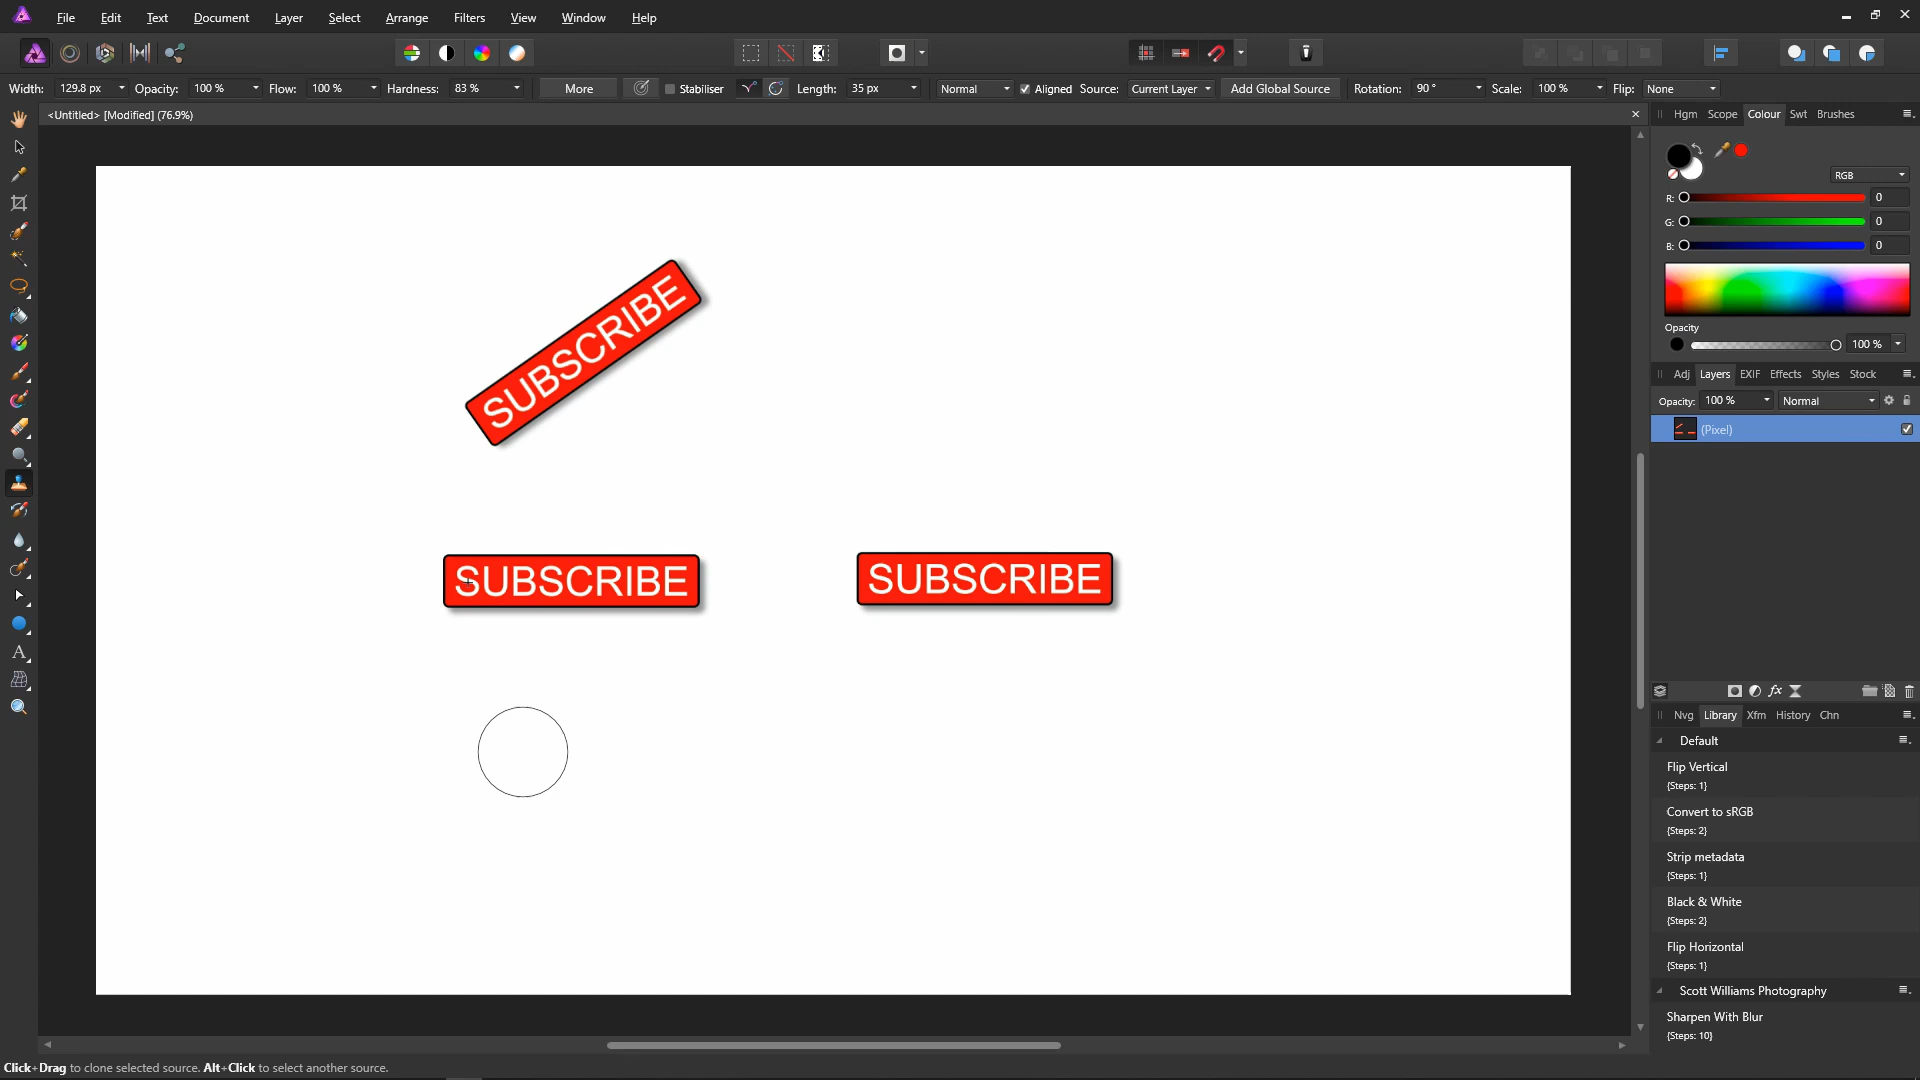 File Edit Text Document Layer Select Arrange Filters View Window Help
Width: 129.8 px Opacity: 100 % Flow: 100 % Hardness: 83 % More Stabiliser Length: 35 px Normal Aligned Source: Current Layer Add Global Source Rotation: 90 ° Scale: 100 % Flip: None
<Untitled> [Modified] (76.9%)
Hgm Scope Colour Swt Brushes
RGB
R: 0
G: 0
B: 0
Opacity
100 %
Adj Layers EXIF Effects Styles Stock
Opacity: 100 % Normal
(Pixel)
SUBSCRIBE
SUBSCRIBE
SUBSCRIBE
fx
A
Nvg Library Xfm History Chn
Default
Flip Vertical
{Steps: 1}
Convert to sRGB
{Steps: 2}
Strip metadata
{Steps: 1}
Black & White
{Steps: 2}
Flip Horizontal
{Steps: 1}
Scott Williams Photography
Sharpen With Blur
{Steps: 10}
Click+Drag to clone selected source. Alt+Click to select another source.